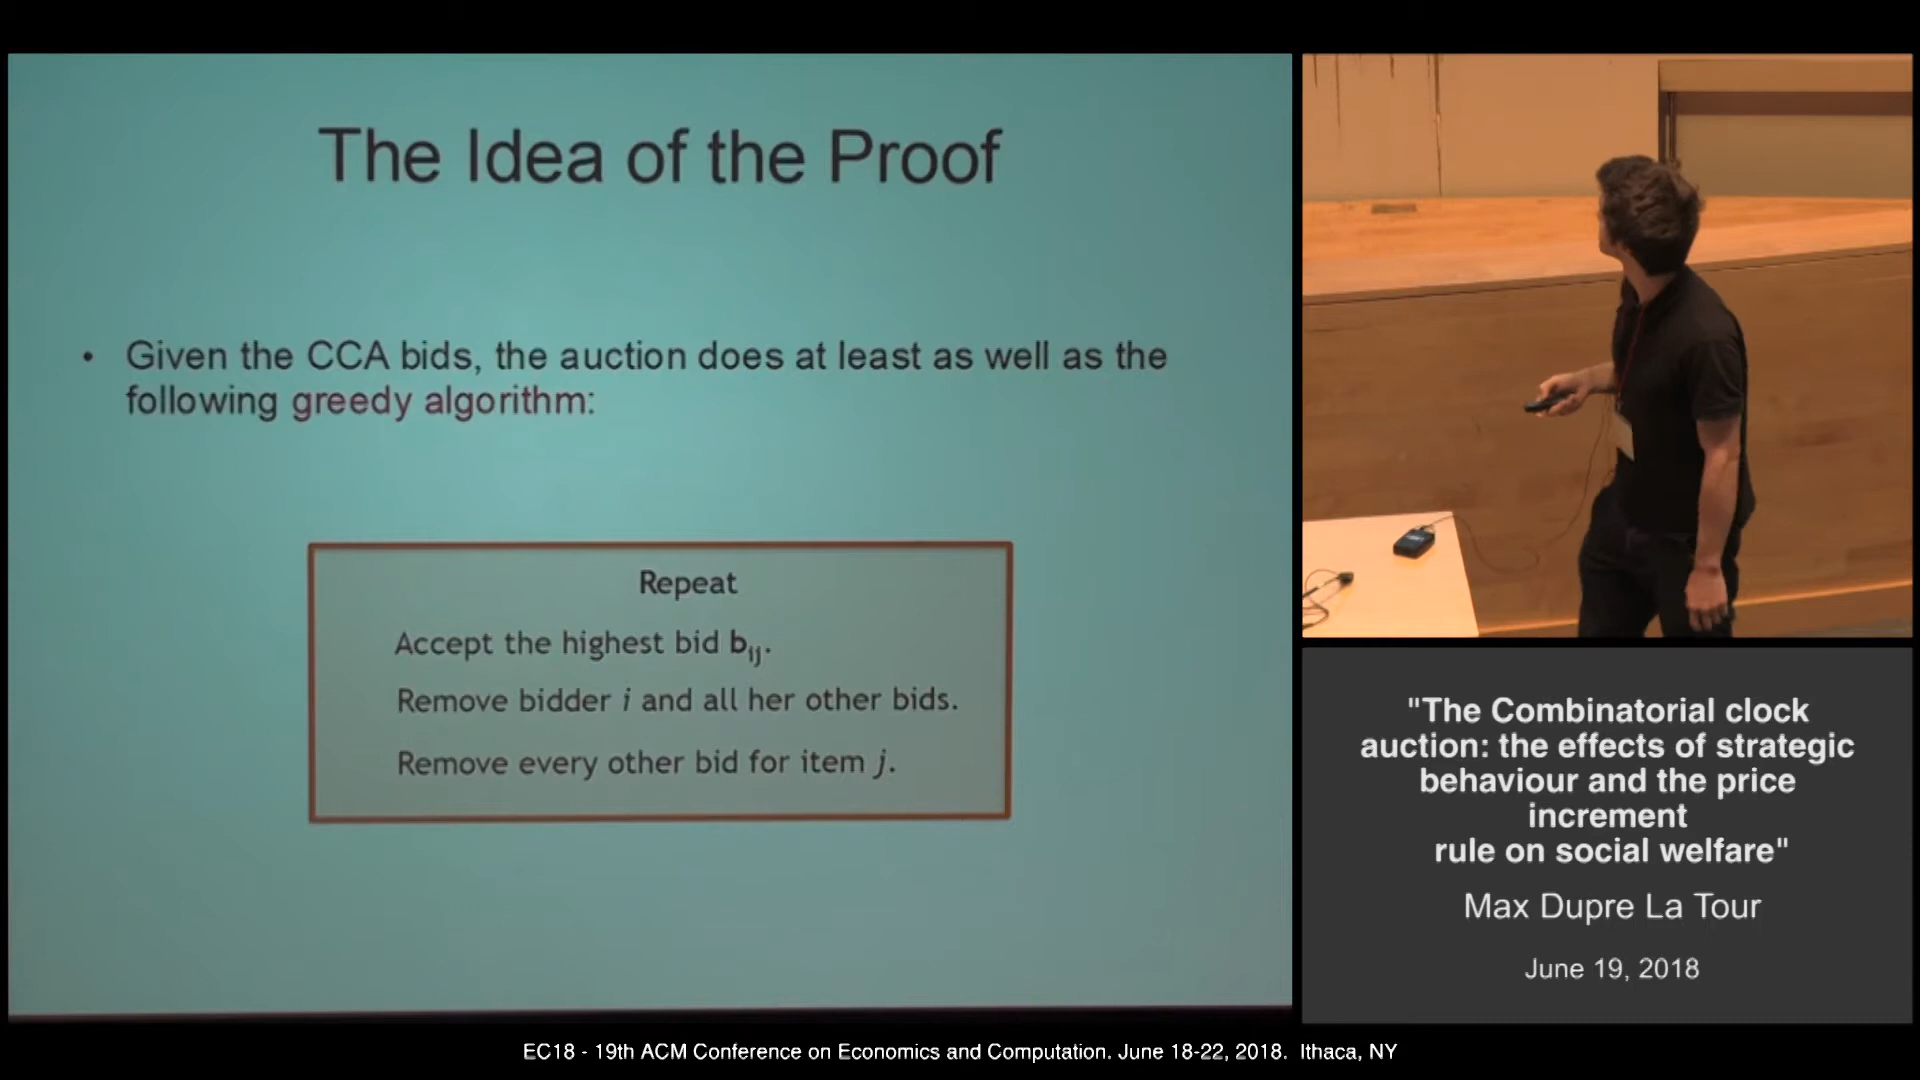 The Idea of the Proof
• Given the CCA bids, the auction does at least as well as the
following greedy algorithm:
Repeat
Accept the highest bid bij.
Remove bidder i and all her other bids.
Remove every other bid for item j.
"The Combinatorial clock
auction: the effects of strategic
behaviour and the price
increment
rule on social welfare"
Max Dupre La Tour
June 19, 2018
EC18 - 19th ACM Conference on Economics and Computation. June 18-22, 2018. Ithaca, NY